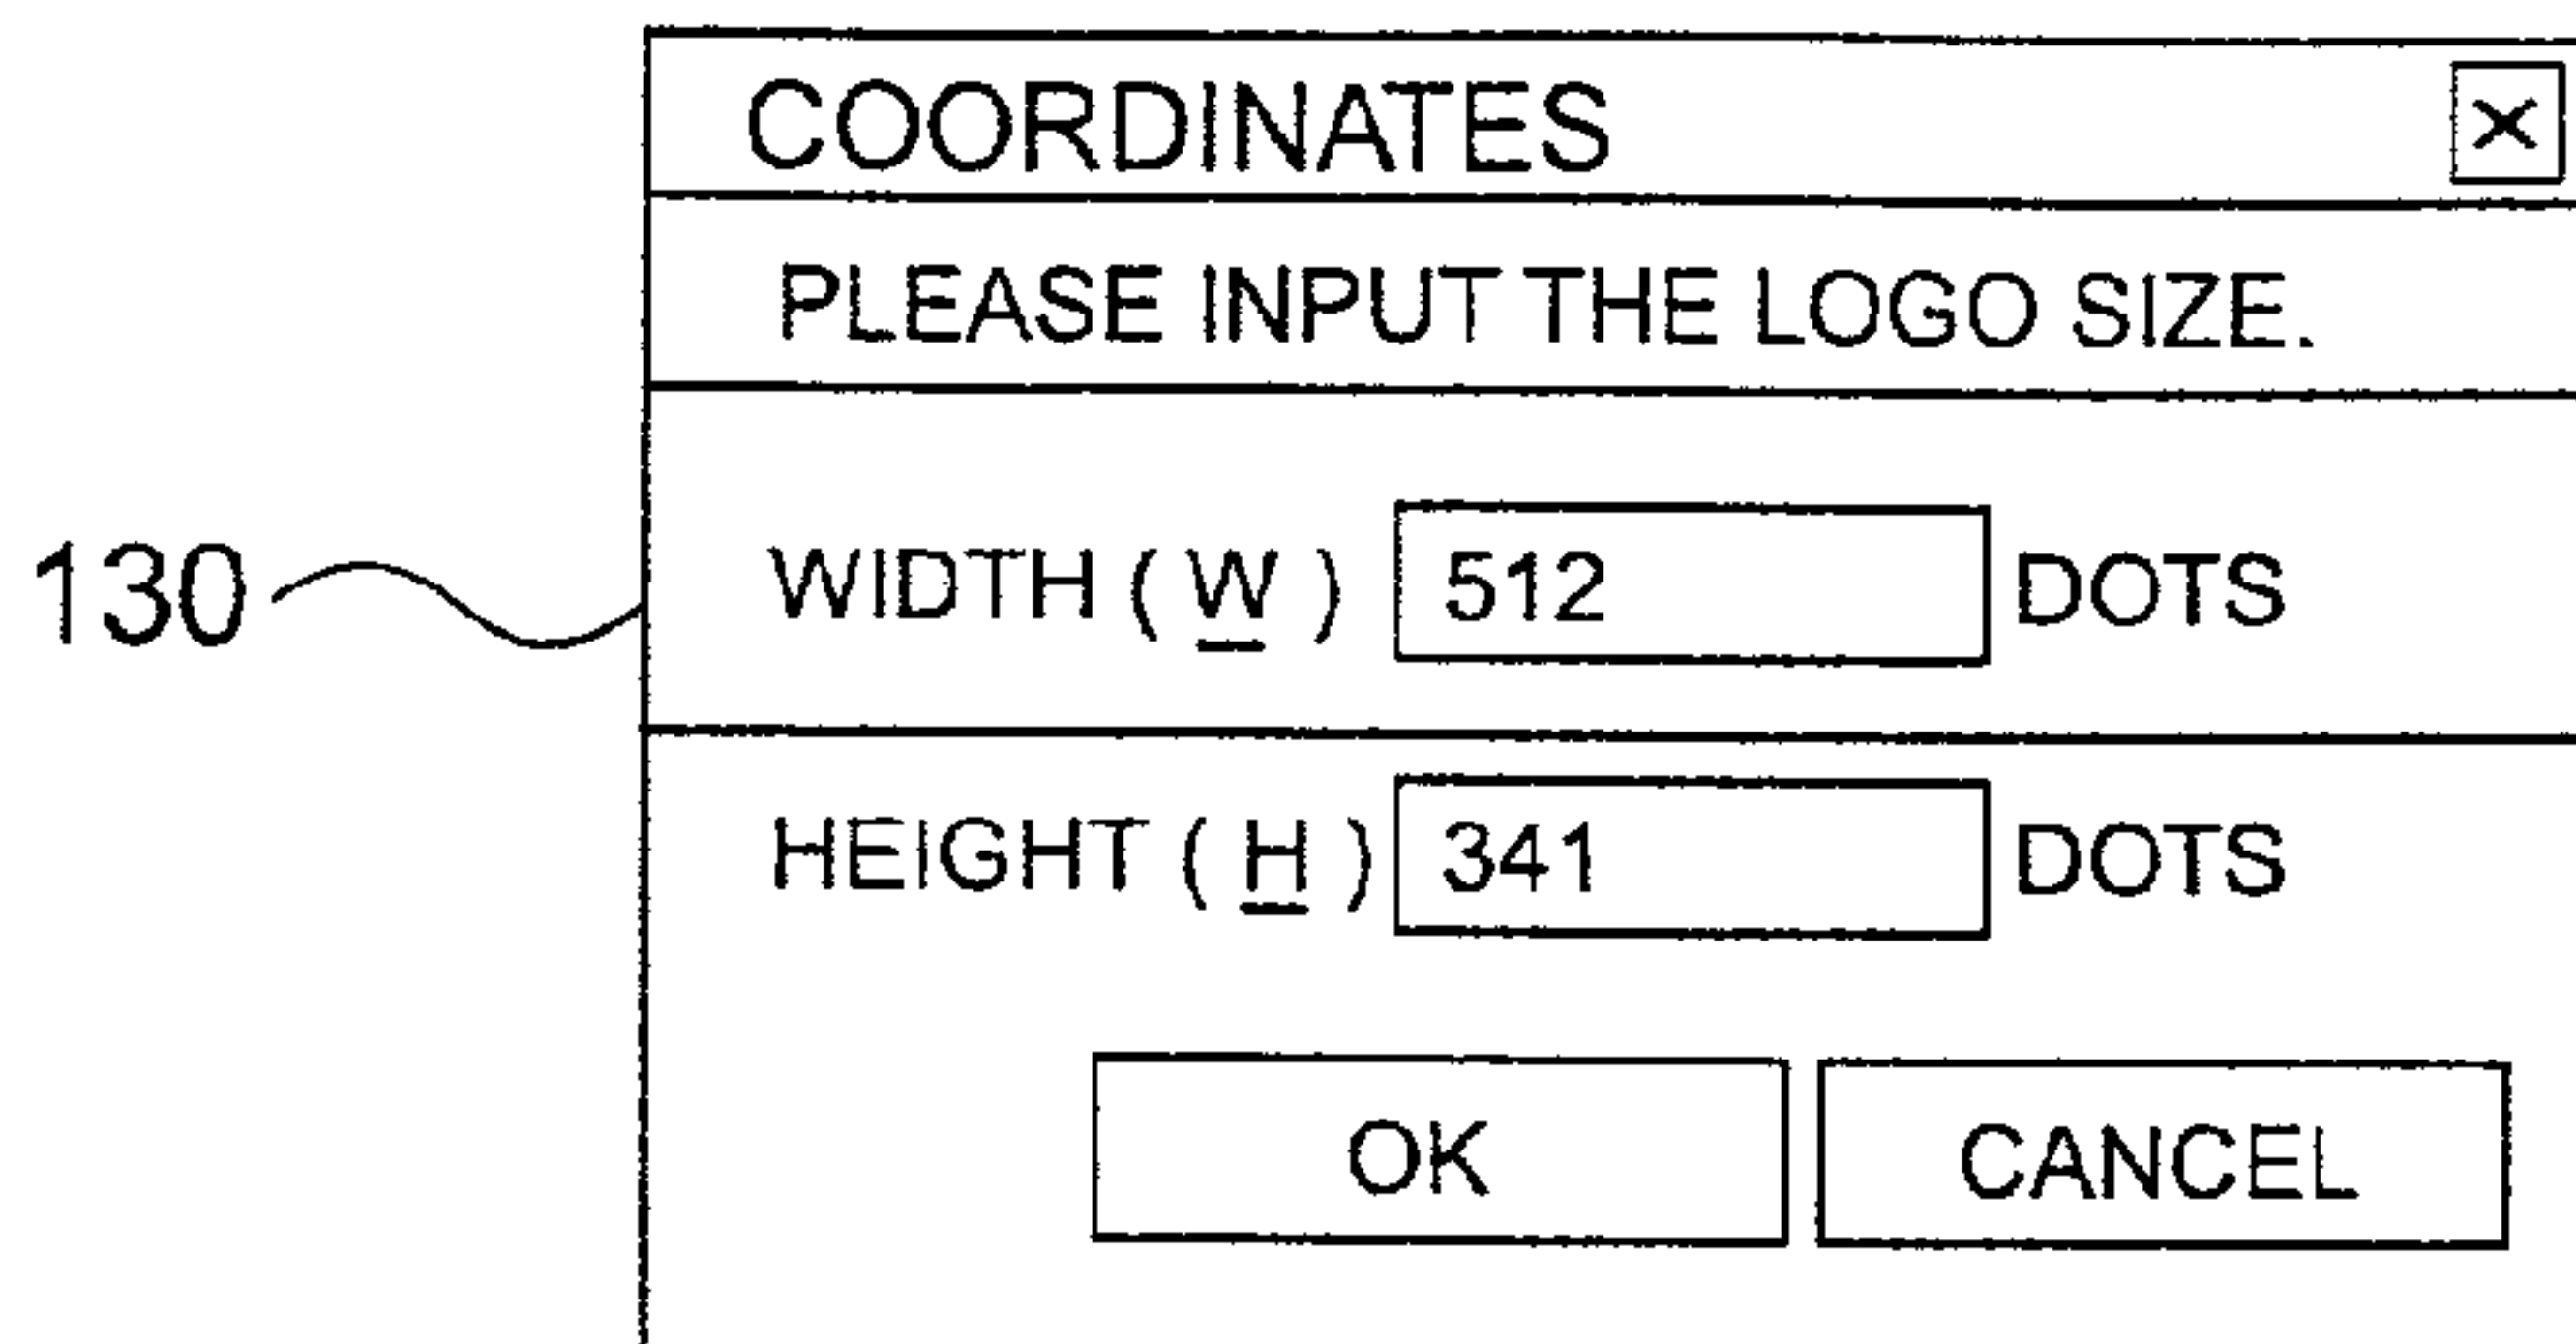 COORDINATES X
PLEASE INPUT THE LOGO SIZE.
130
WIDTH ( W ) 512 DOTS
HEIGHT ( H ) 341 DOTS
OK CANCEL